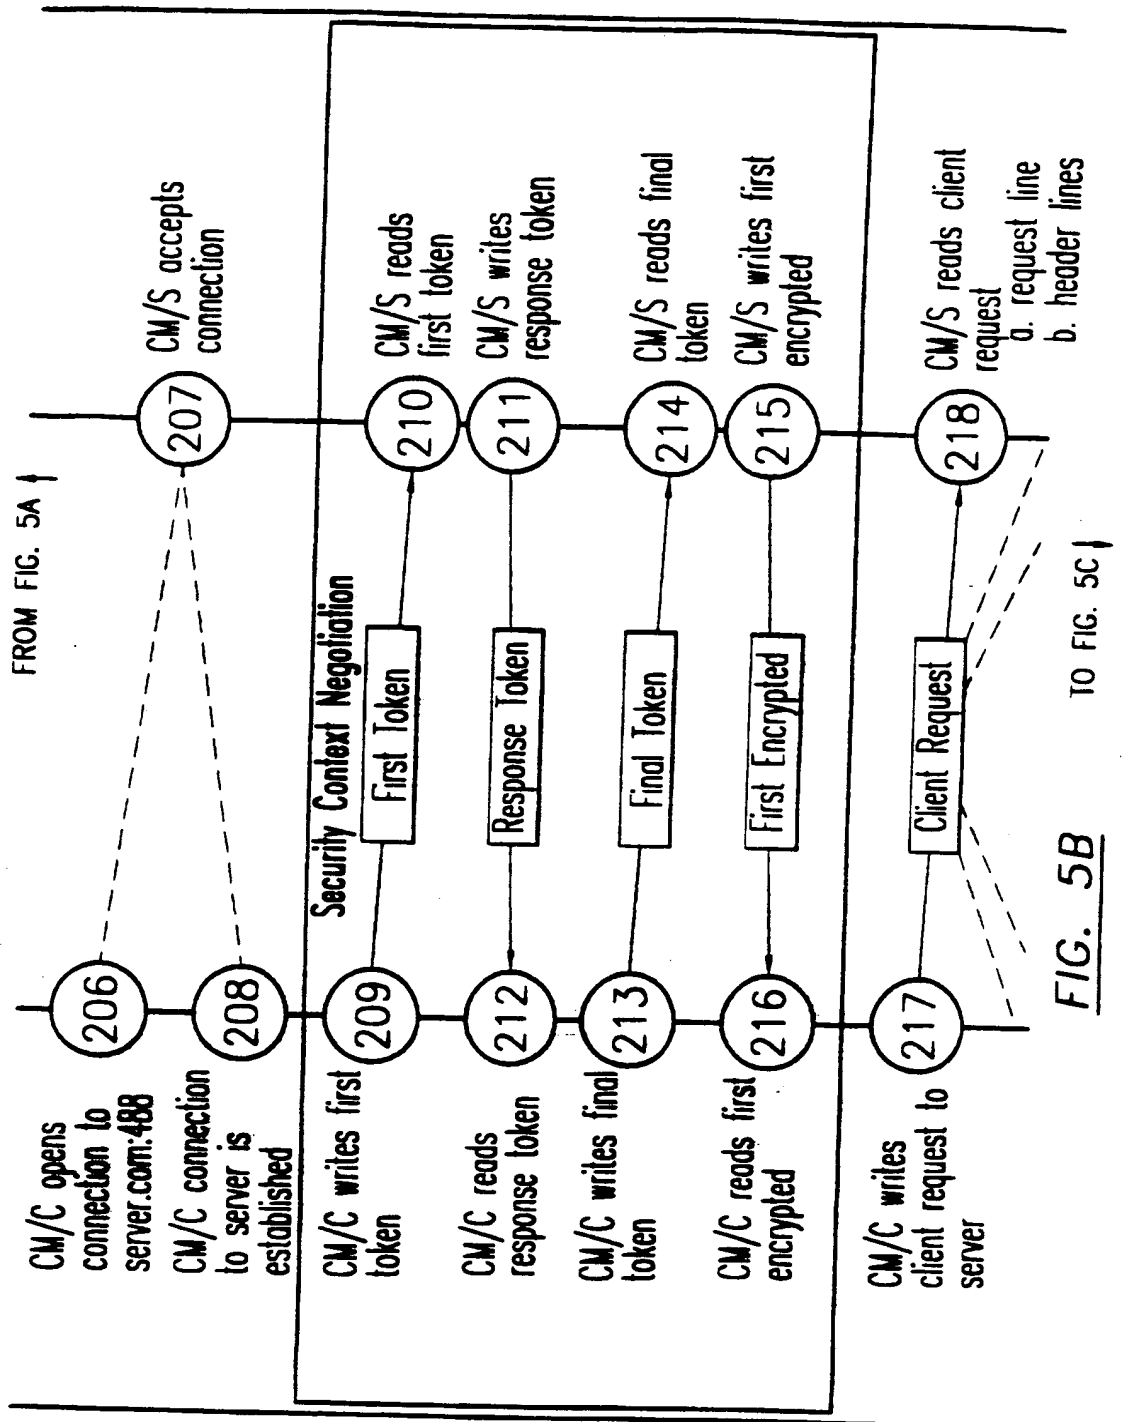 FROM FIG. 5A
CM/C opens
connection to
server.com:488
206
207
CM/S accepts
connection
CM/C connection
to server is
established
208
Security Context Negotiation
CM/C writes first
token
209
First Token
210
CM/S reads
first token
CM/C reads
response token
212
Response Token
211
CM/S writes
response token
CM/C writes final
token
213
Final Token
214
CM/S reads final
token
CM/C reads first
encrypted
216
First Encrypted
215
CM/S writes first
encrypted
CM/C writes
client request to
server
217
Client Request
218
CM/S reads client
request
a. request line
b. header lines
TO FIG. 5C
FIG. 5B